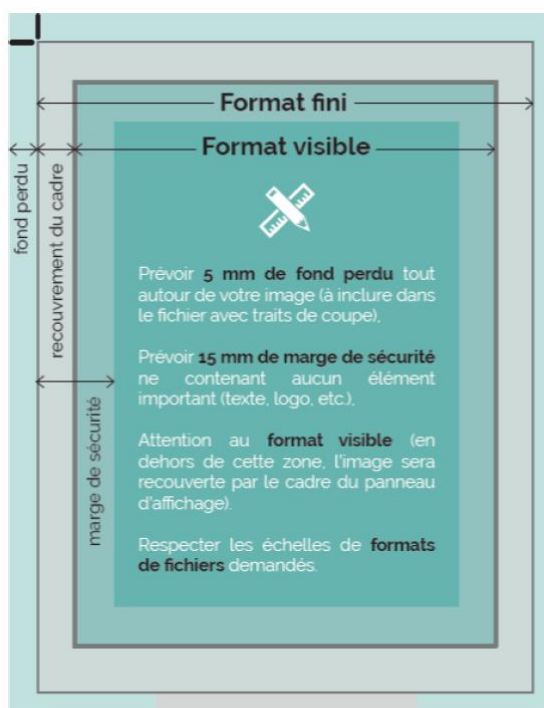 Format fini
Format visible
fond perdu
recouvrement du cadre
marge de sécurité
Prévoir 5 mm de fond perdu tout
autour de votre image (à inclure dans
le fichier avec traits de coupe),
Prévoir 15 mm de marge de sécurité
ne contenant aucun élément
important (texte, logo, etc.),
Attention au format visible (en
dehors de cette zone, l'image sera
recouverte par le cadre du panneau
d'affichage).
Respecter les échelles de formats
de fichiers demandés.